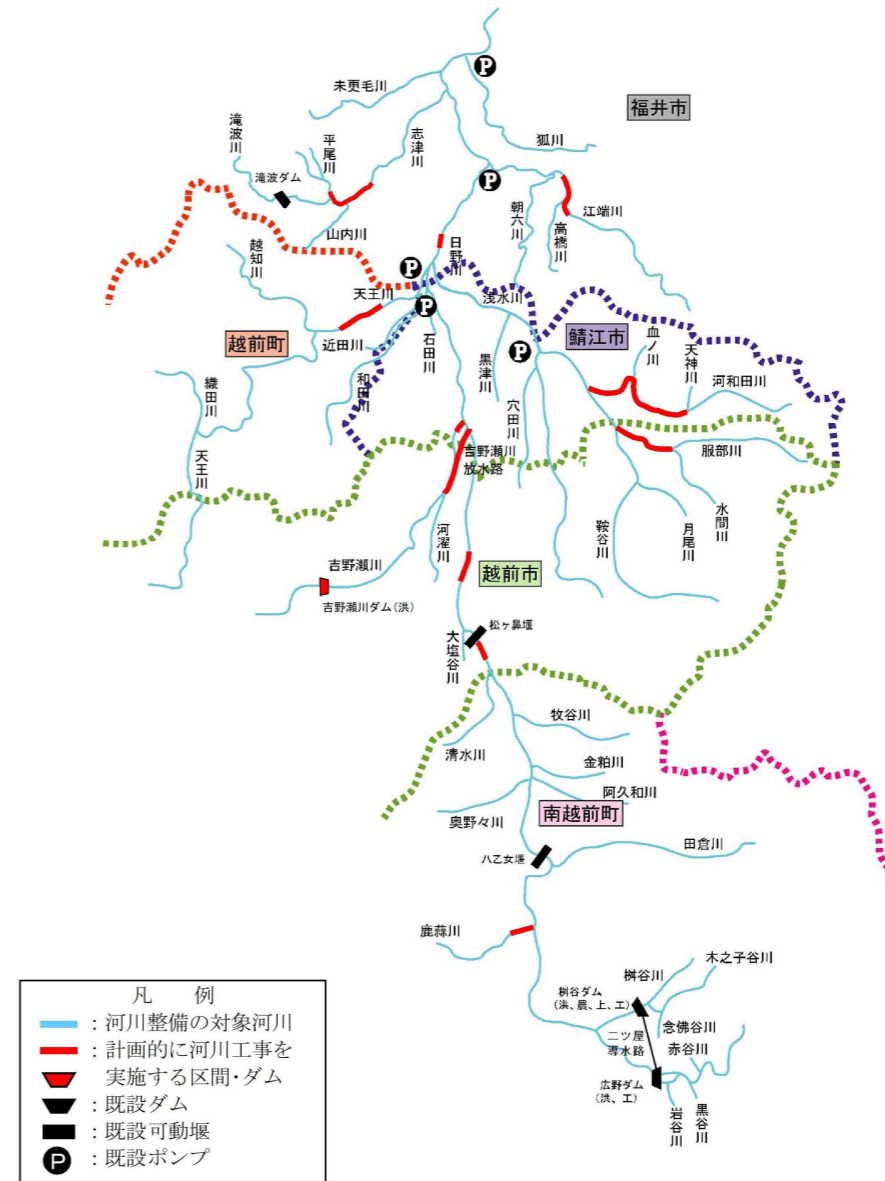 P
未更毛川
福井市
滝波川
平尾川
志津川
狐川
滝波ダム
P
朝六川
江端川
高橋川
山内川
越知川
日野川
P
天王川
浅水川
P
越前町
近田川
石田川
鯖江市
血ノ川
天神川
P
黒津川
河和田川
織田川
和田川
穴田川
吉野瀬川
放水路
服部川
天王川
水間川
河濯川
鞍谷川
月尾川
吉野瀬川
越前市
吉野瀬川ダム(洪)
松ヶ鼻堰
大塩谷川
牧谷川
清水川
金粕川
阿久和川
南越前町
奥野々川
田倉川
八乙女堰
鹿蒜川
木之子谷川
桝谷川
桝谷ダム
(洪、農、上、工)
念佛谷川
二ツ屋
導水路
赤谷川
広野ダム
(洪、工)
岩谷川
黒谷川
凡 例
:河川整備の対象河川
:計画的に河川工事を
実施する区間・ダム
:既設ダム
:既設可動堰
P :既設ポンプ